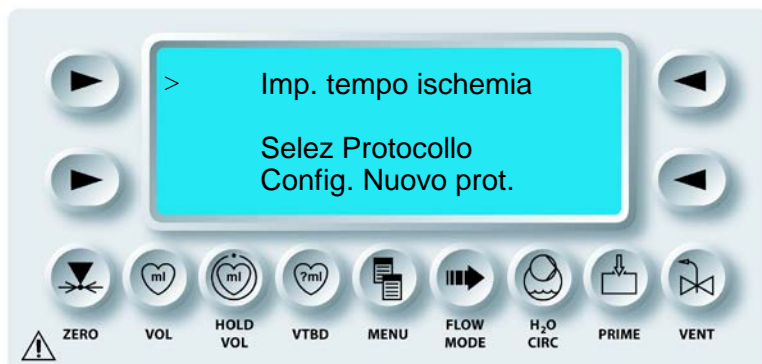 > Imp. tempo ischemia
Selez Protocollo
Config. Nuovo prot.
ml
ml
?ml
ZERO
VOL
HOLD
VOL
VTBD
MENU
FLOW
MODE
H₂O
CIRC
PRIME
VENT